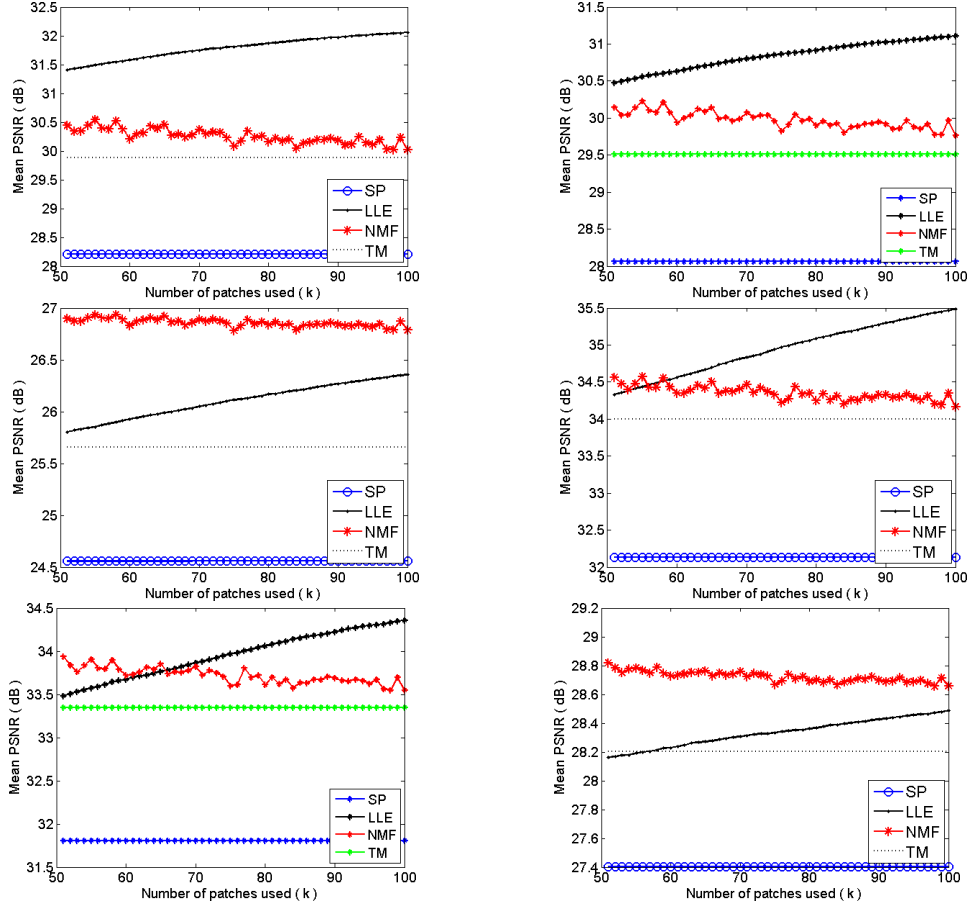 32.5
32
31.5
31
30.5
30
29.5
29
28.5
28
50 60 70 80 90 100
Mean PSNR ( dB )
Number of patches used ( k )
SP
LLE
NMF
TM
31.5
31
30.5
30
29.5
29
28.5
28
50 60 70 80 90 100
Mean PSNR ( dB )
Number of patches used ( k )
SP
LLE
NMF
TM
27
26.5
26
25.5
25
24.5
50 60 70 80 90 100
Mean PSNR ( dB )
Number of patches used ( k )
SP
LLE
NMF
TM
35.5
35
34.5
34
33.5
33
32.5
32
50 60 70 80 90 100
Mean PSNR ( dB )
Number of patches used ( k )
SP
LLE
NMF
TM
34.5
34
33.5
33
32.5
32
31.5
50 60 70 80 90 100
Mean PSNR ( dB )
Number of patches used ( k )
SP
LLE
NMF
TM
29.2
29
28.8
28.6
28.4
28.2
28
27.8
27.6
27.4
50 60 70 80 90 100
Mean PSNR ( dB )
Number of patches used ( k )
SP
LLE
NMF
TM